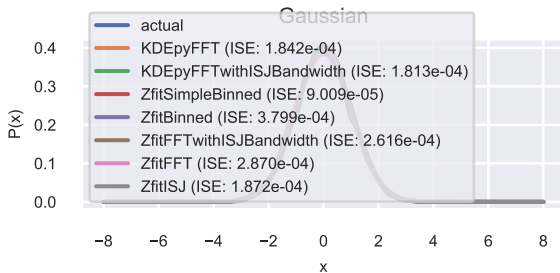 Gaussian
actual
KDEpyFFT (ISE: 1.842e-04)
KDEpyFFTwithISJBandwidth (ISE: 1.813e-04)
ZfitSimpleBinned (ISE: 9.009e-05)
ZfitBinned (ISE: 3.799e-04)
ZfitFFTwithISJBandwidth (ISE: 2.616e-04)
ZfitFFT (ISE: 2.870e-04)
ZfitISJ (ISE: 1.872e-04)
P(x)
0.4
0.3
0.2
0.1
0.0
−8 −6 −4 −2 0 2 4 6 8
x